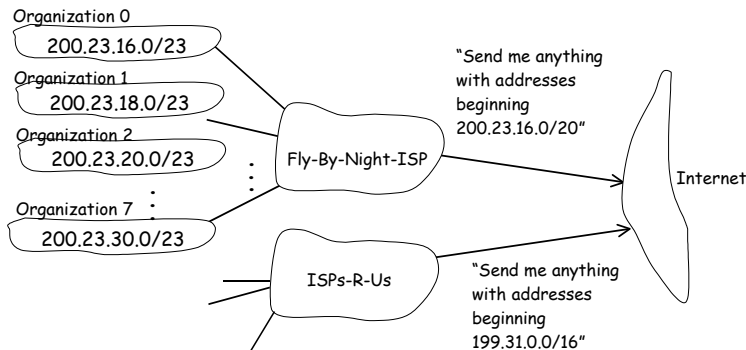 Organization 0
200.23.16.0/23
Organization 1
200.23.18.0/23
Organization 2
200.23.20.0/23
Organization 7
200.23.30.0/23
Fly-By-Night-ISP
“Send me anything
with addresses
beginning
200.23.16.0/20”
Internet
ISPs-R-Us
“Send me anything
with addresses
beginning
199.31.0.0/16”